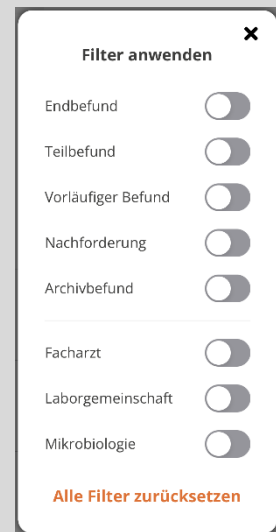 Filter anwenden
Endbefund
Teilbefund
Vorläufiger Befund
Nachforderung
Archivbefund
Facharzt
Laborgemeinschaft
Mikrobiologie
Alle Filter zurücksetzen